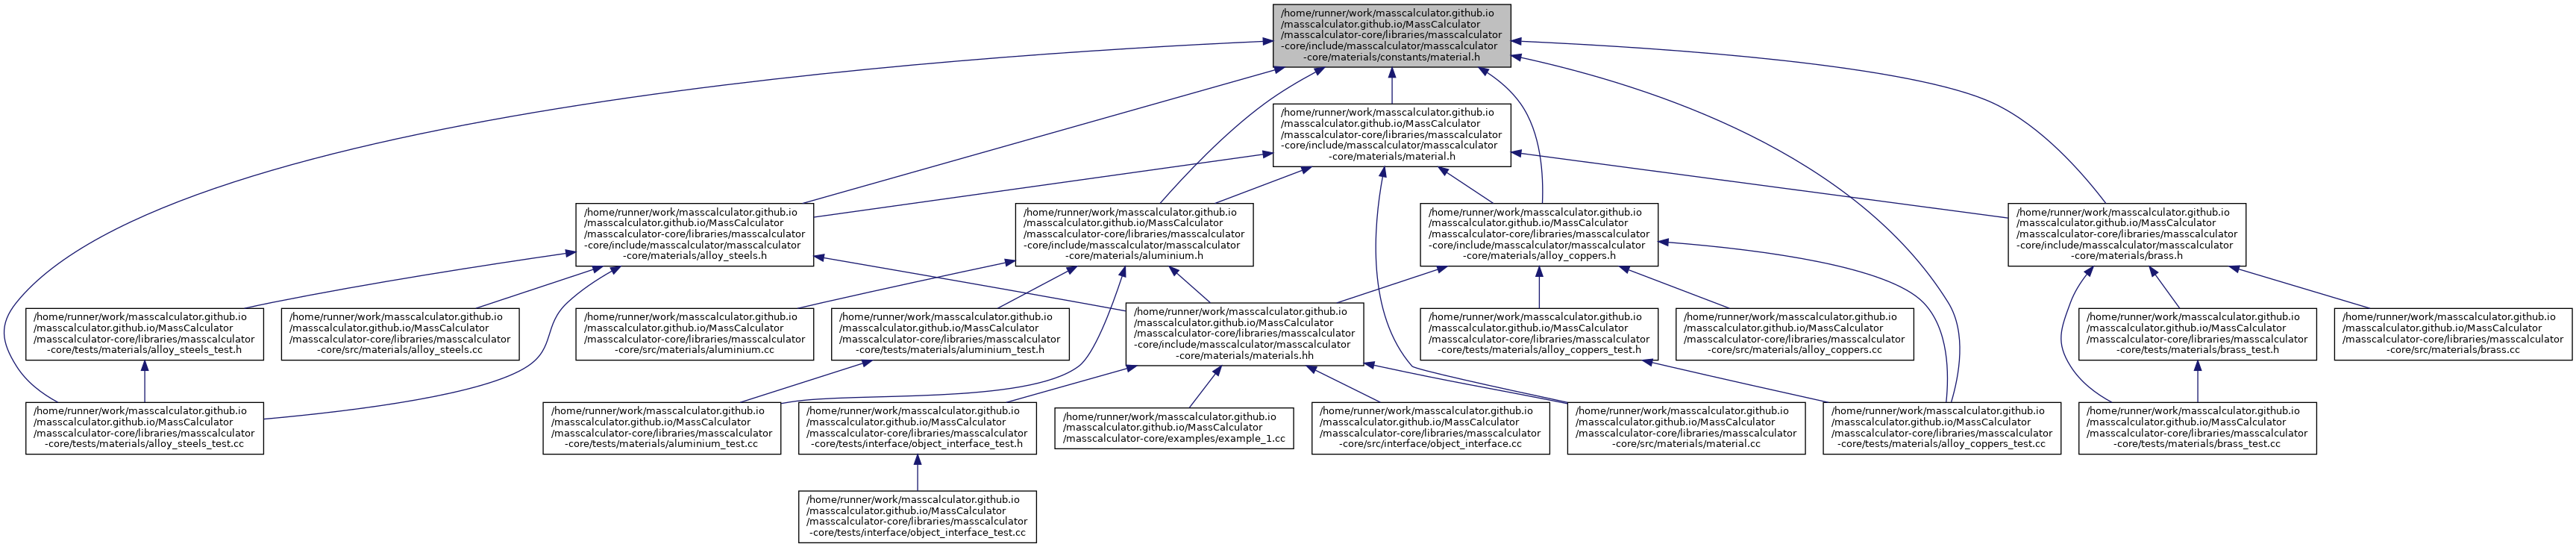 /home/runner/work/masscalculator.github.io
/masscalculator.github.io/MassCalculator
/masscalculator-core/libraries/masscalculator
-core/include/masscalculator/masscalculator
-core/materials/constants/material.h
/home/runner/work/masscalculator.github.io
/masscalculator.github.io/MassCalculator
/masscalculator-core/libraries/masscalculator
-core/include/masscalculator/masscalculator
-core/materials/material.h
/home/runner/work/masscalculator.github.io
/masscalculator.github.io/MassCalculator
/masscalculator-core/libraries/masscalculator
-core/include/masscalculator/masscalculator
-core/materials/alloy_steels.h
/home/runner/work/masscalculator.github.io
/masscalculator.github.io/MassCalculator
/masscalculator-core/libraries/masscalculator
-core/include/masscalculator/masscalculator
-core/materials/aluminium.h
/home/runner/work/masscalculator.github.io
/masscalculator.github.io/MassCalculator
/masscalculator-core/libraries/masscalculator
-core/include/masscalculator/masscalculator
-core/materials/alloy_coppers.h
/home/runner/work/masscalculator.github.io
/masscalculator.github.io/MassCalculator
/masscalculator-core/libraries/masscalculator
-core/include/masscalculator/masscalculator
-core/materials/brass.h
/home/runner/work/masscalculator.github.io
/masscalculator.github.io/MassCalculator
/masscalculator-core/libraries/masscalculator
-core/tests/materials/alloy_steels_test.h
/home/runner/work/masscalculator.github.io
/masscalculator.github.io/MassCalculator
/masscalculator-core/libraries/masscalculator
-core/src/materials/alloy_steels.cc
/home/runner/work/masscalculator.github.io
/masscalculator.github.io/MassCalculator
/masscalculator-core/libraries/masscalculator
-core/src/materials/aluminium.cc
/home/runner/work/masscalculator.github.io
/masscalculator.github.io/MassCalculator
/masscalculator-core/libraries/masscalculator
-core/tests/materials/aluminium_test.h
/home/runner/work/masscalculator.github.io
/masscalculator.github.io/MassCalculator
/masscalculator-core/libraries/masscalculator
-core/include/masscalculator/masscalculator
-core/materials/materials.hh
/home/runner/work/masscalculator.github.io
/masscalculator.github.io/MassCalculator
/masscalculator-core/libraries/masscalculator
-core/tests/materials/alloy_coppers_test.h
/home/runner/work/masscalculator.github.io
/masscalculator.github.io/MassCalculator
/masscalculator-core/libraries/masscalculator
-core/src/materials/alloy_coppers.cc
/home/runner/work/masscalculator.github.io
/masscalculator.github.io/MassCalculator
/masscalculator-core/libraries/masscalculator
-core/tests/materials/brass_test.h
/home/runner/work/masscalculator.github.io
/masscalculator.github.io/MassCalculator
/masscalculator-core/libraries/masscalculator
-core/src/materials/brass.cc
/home/runner/work/masscalculator.github.io
/masscalculator.github.io/MassCalculator
/masscalculator-core/libraries/masscalculator
-core/tests/materials/alloy_steels_test.cc
/home/runner/work/masscalculator.github.io
/masscalculator.github.io/MassCalculator
/masscalculator-core/libraries/masscalculator
-core/tests/materials/aluminium_test.cc
/home/runner/work/masscalculator.github.io
/masscalculator.github.io/MassCalculator
/masscalculator-core/libraries/masscalculator
-core/tests/interface/object_interface_test.h
/home/runner/work/masscalculator.github.io
/masscalculator.github.io/MassCalculator
/masscalculator-core/examples/example_1.cc
/home/runner/work/masscalculator.github.io
/masscalculator.github.io/MassCalculator
/masscalculator-core/libraries/masscalculator
-core/src/interface/object_interface.cc
/home/runner/work/masscalculator.github.io
/masscalculator.github.io/MassCalculator
/masscalculator-core/libraries/masscalculator
-core/src/materials/material.cc
/home/runner/work/masscalculator.github.io
/masscalculator.github.io/MassCalculator
/masscalculator-core/libraries/masscalculator
-core/tests/materials/alloy_coppers_test.cc
/home/runner/work/masscalculator.github.io
/masscalculator.github.io/MassCalculator
/masscalculator-core/libraries/masscalculator
-core/tests/materials/brass_test.cc
/home/runner/work/masscalculator.github.io
/masscalculator.github.io/MassCalculator
/masscalculator-core/libraries/masscalculator
-core/tests/interface/object_interface_test.cc